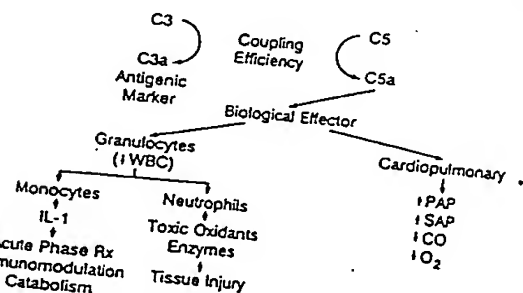 C3
Coupling
Efficiency
C5
C3a
Antigenic
Marker
C5a
Biological Effector
Granulocytes
(↓WBC)
Cardiopulmonary
Monocytes
Neutrophils
IL-1
Toxic Oxidants
Enzymes
Acute Phase Rx
Immunomodulation
Catabolism
Tissue Injury
PAP
SAP
CO
O2